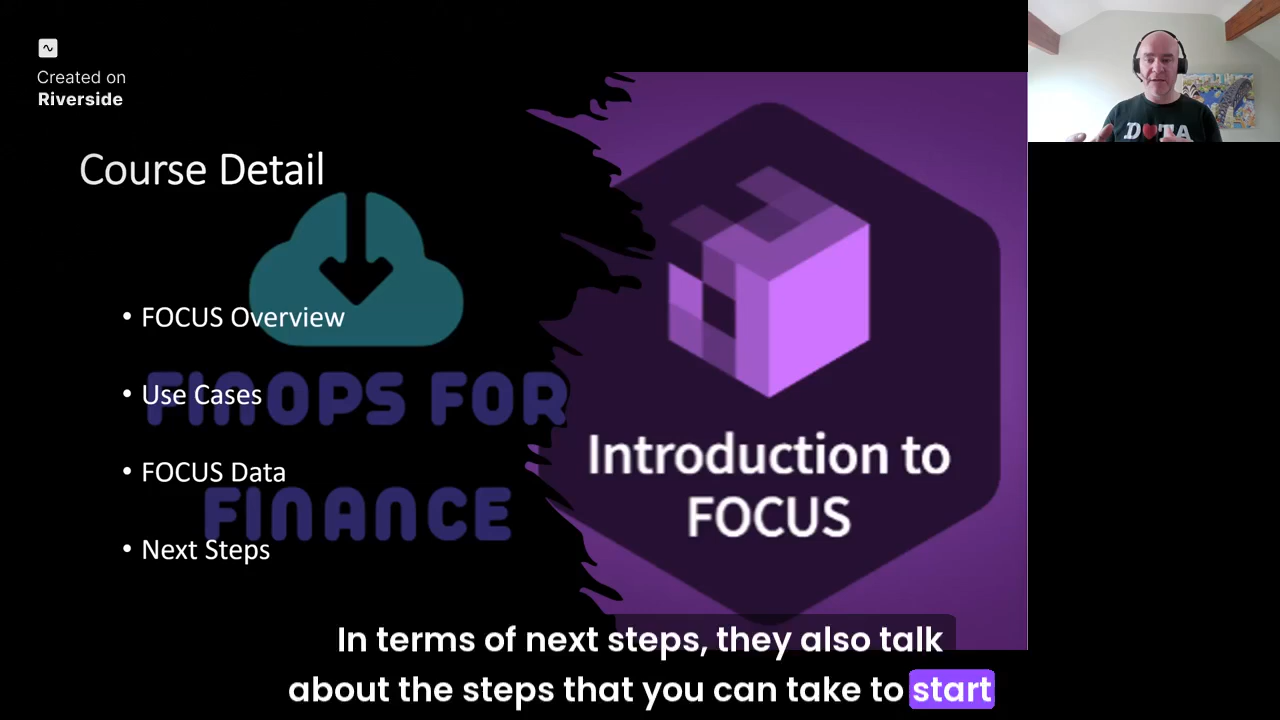 Created on
Riverside
Course Detail
• FOCUS Overview
• Use Cases
• FOCUS Data
• Next Steps
FINOPS FOR
FINANCE
Introduction to
FOCUS
D❤TA
In terms of next steps, they also talk
about the steps that you can take to start